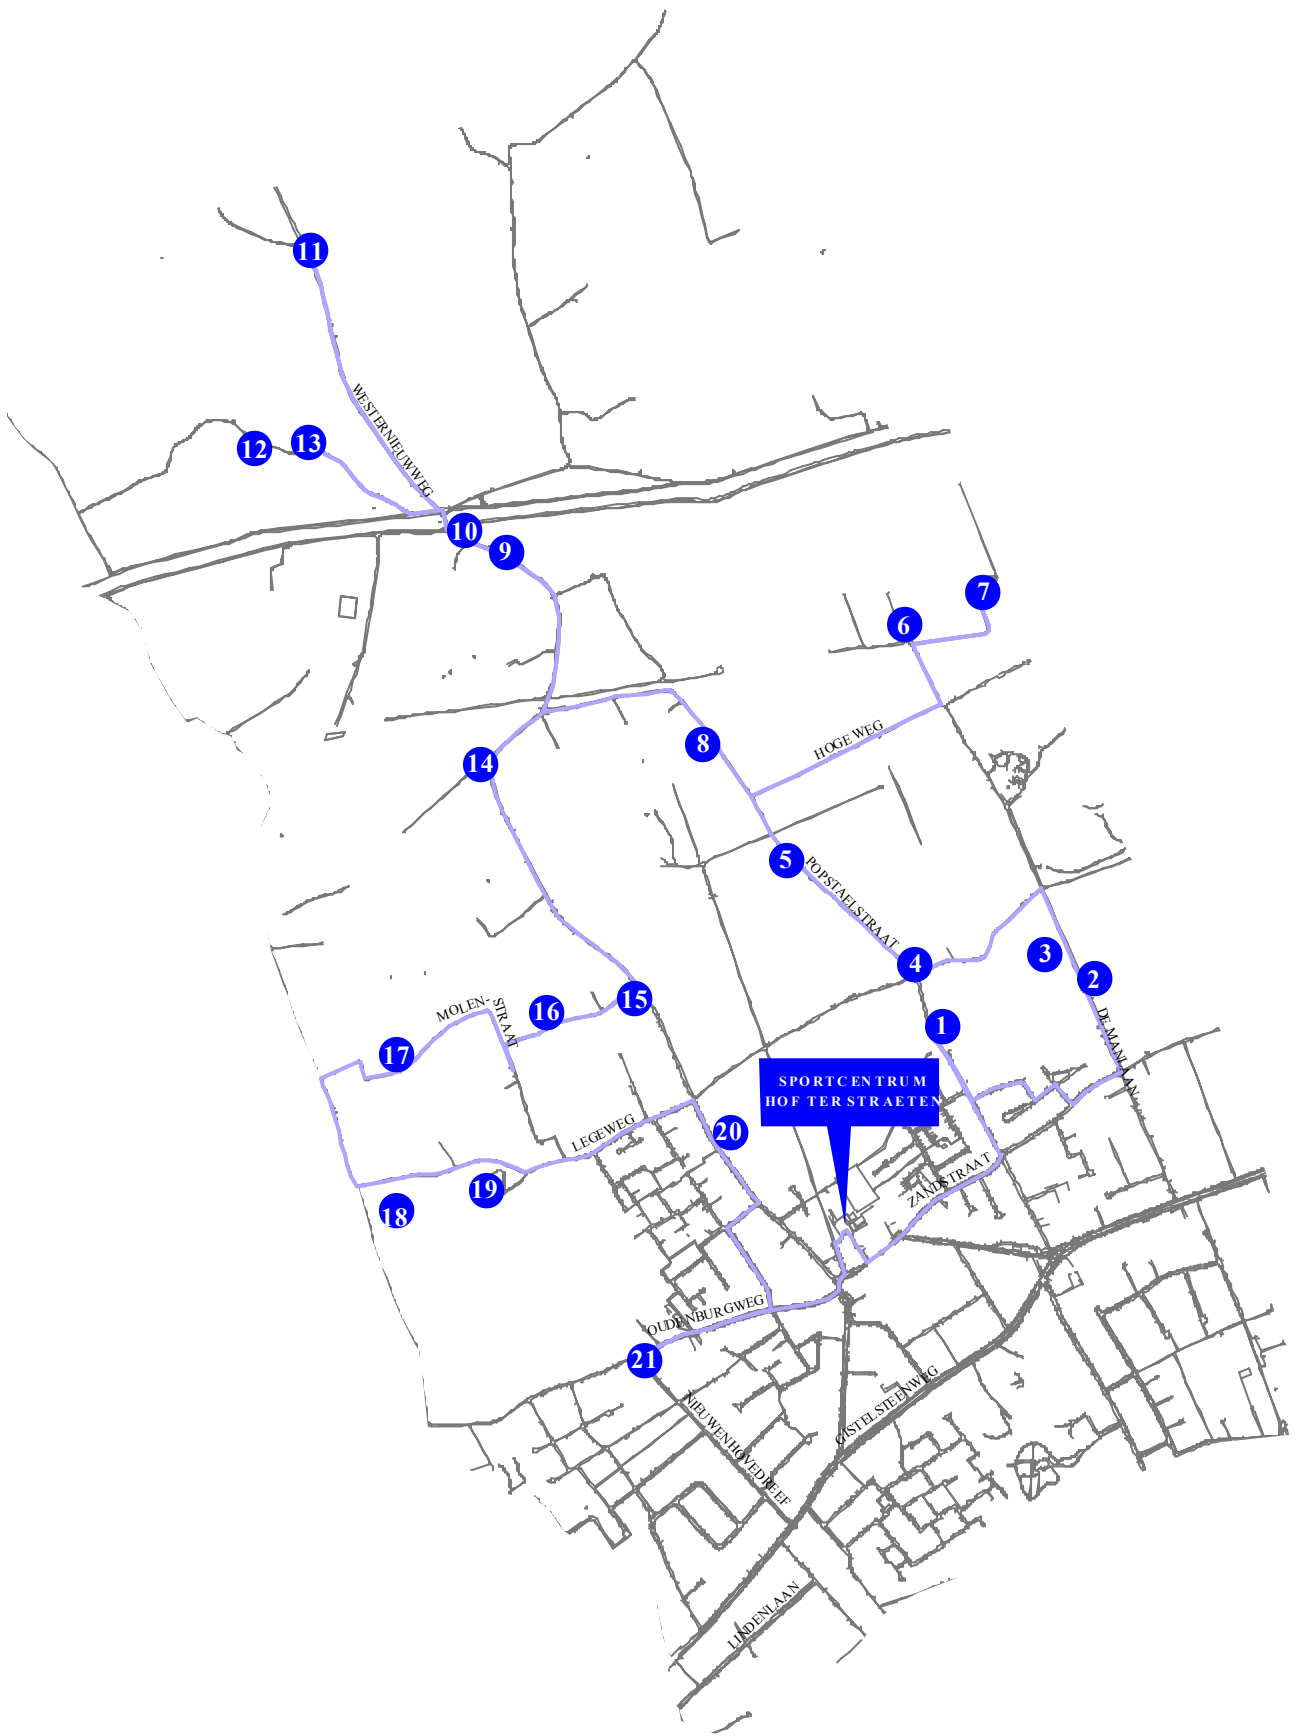 11
WESTERNIEUWWEG
12
13
10
9
7
6
8
HOGE WEG
14
5
POPSTAELSTRAAT
4
3
2
DE MANLAAN
15
16
MOLEN-
STRAAT
17
1
SPORTCENTRUM
HOF TER STRAETEN
20
LEGEWEG
ZANDSTRAAT
19
18
OUDENBURGWEG
21
NIEUWENHOVEDREEF
GISTELSTEENWEG
LINDENLAAN